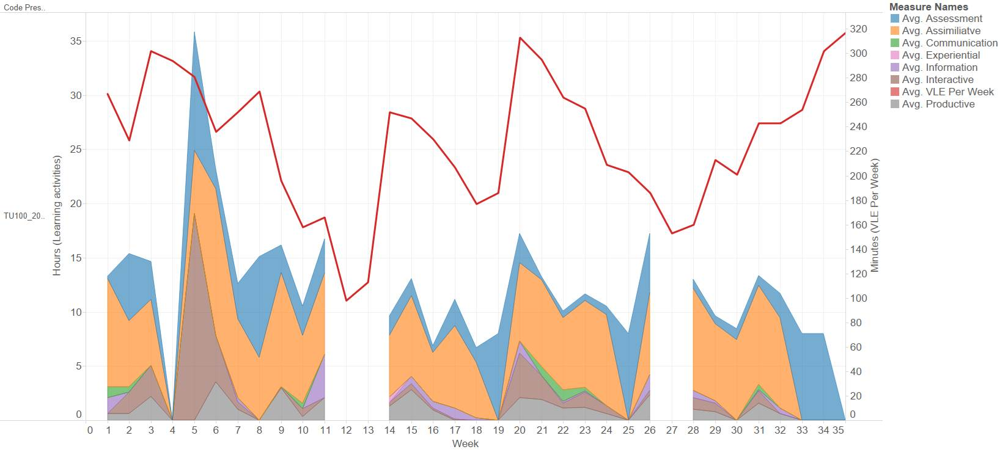 Code Pres..
Measure Names
Avg. Assessment
Avg. Assimiliatve
Avg. Communication
Avg. Experiential
Avg. Information
Avg. Interactive
Avg. VLE Per Week
Avg. Productive
TU100_20..
Hours (Learning activities)
35
30
25
20
15
10
5
0
320
300
280
260
240
220
200
180
160
140
120
100
80
60
40
20
0
Minutes (VLE Per Week)
0 1 2 3 4 5 6 7 8 9 10 11 12 13 14 15 16 17 18 19 20 21 22 23 24 25 26 27 28 29 30 31 32 33 34 35
Week